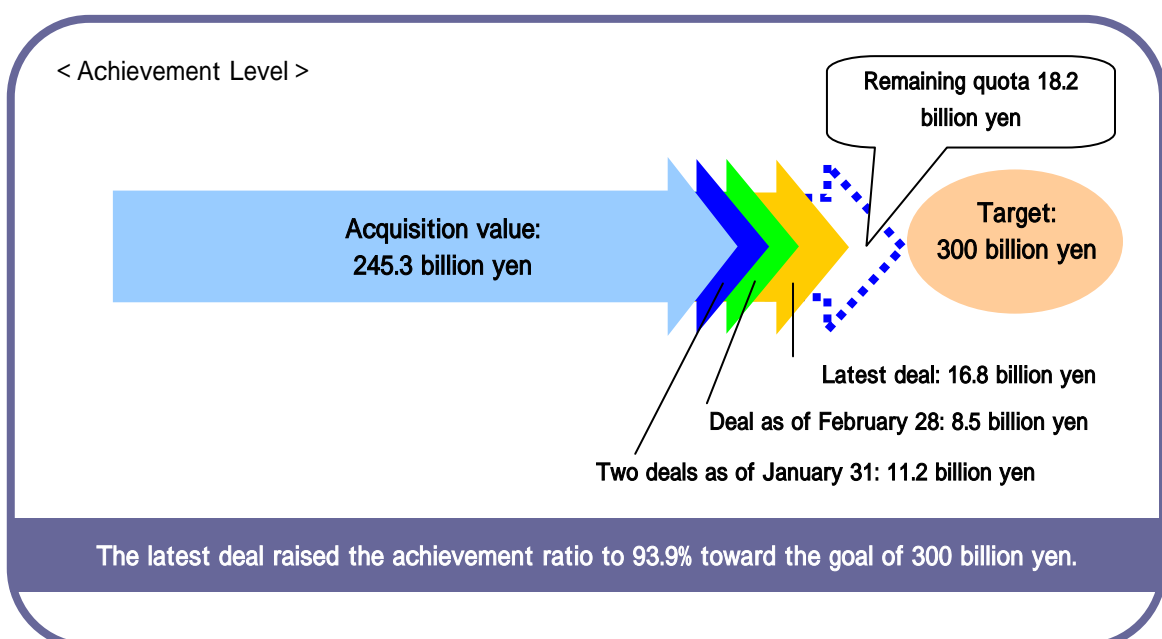 < Achievement Level >
Remaining quota 18.2
billion yen
Acquisition value:
245.3 billion yen
Target:
300 billion yen
Latest deal: 16.8 billion yen
Deal as of February 28: 8.5 billion yen
Two deals as of January 31: 11.2 billion yen
The latest deal raised the achievement ratio to 93.9% toward the goal of 300 billion yen.